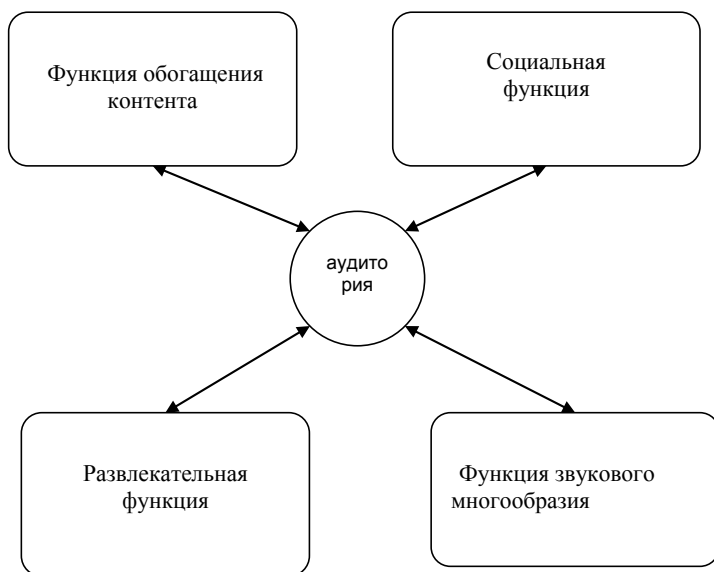 Функция обогащения
контента
Социальная
функция
аудито
рия
Развлекательная
функция
Функция звукового
многообразия